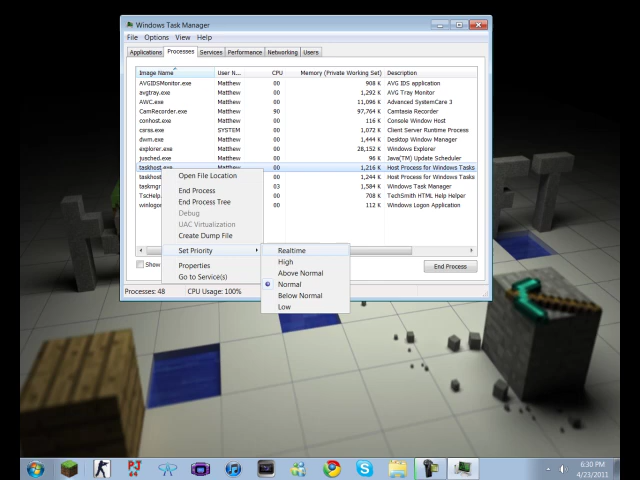 Windows Task Manager
File Options View Help
Applications Processes Services Performance Networking Users
Image Name User N... CPU Memory (Private Working Set) Description
AVGIDSMonitor.exe Matthew 00 908 K AVG IDS application
avgtray.exe Matthew 00 1,292 K AVG Tray Monitor
AWC.exe Matthew 00 11,096 K Advanced SystemCare 3
CamRecorder.exe Matthew 90 97,764 K Camtasia Recorder
conhost.exe Matthew 00 116 K Console Window Host
csrss.exe SYSTEM 00 1,072 K Client Server Runtime Process
dwm.exe Matthew 00 1,444 K Desktop Window Manager
explorer.exe Matthew 00 28,152 K Windows Explorer
jusched.exe Matthew 00 96 K Java(TM) Update Scheduler
taskhost.exe Matthew 00 1,216 K Host Process for Windows Tasks
taskhost 00 1,244 K Host Process for Windows Tasks
taskmgr. 03 1,584 K Windows Task Manager
TscHelp. 00 708 K TechSmith HTML Help Helper
winlogon 00 112 K Windows Logon Application
Open File Location
End Process
End Process Tree
Debug
UAC Virtualization
Create Dump File
Set Priority
Properties
Go to Service(s)
Realtime
High
Above Normal
Normal
Below Normal
Low
Show
End Process
Processes: 48 CPU Usage: 100%
6:30 PM
4/23/2011